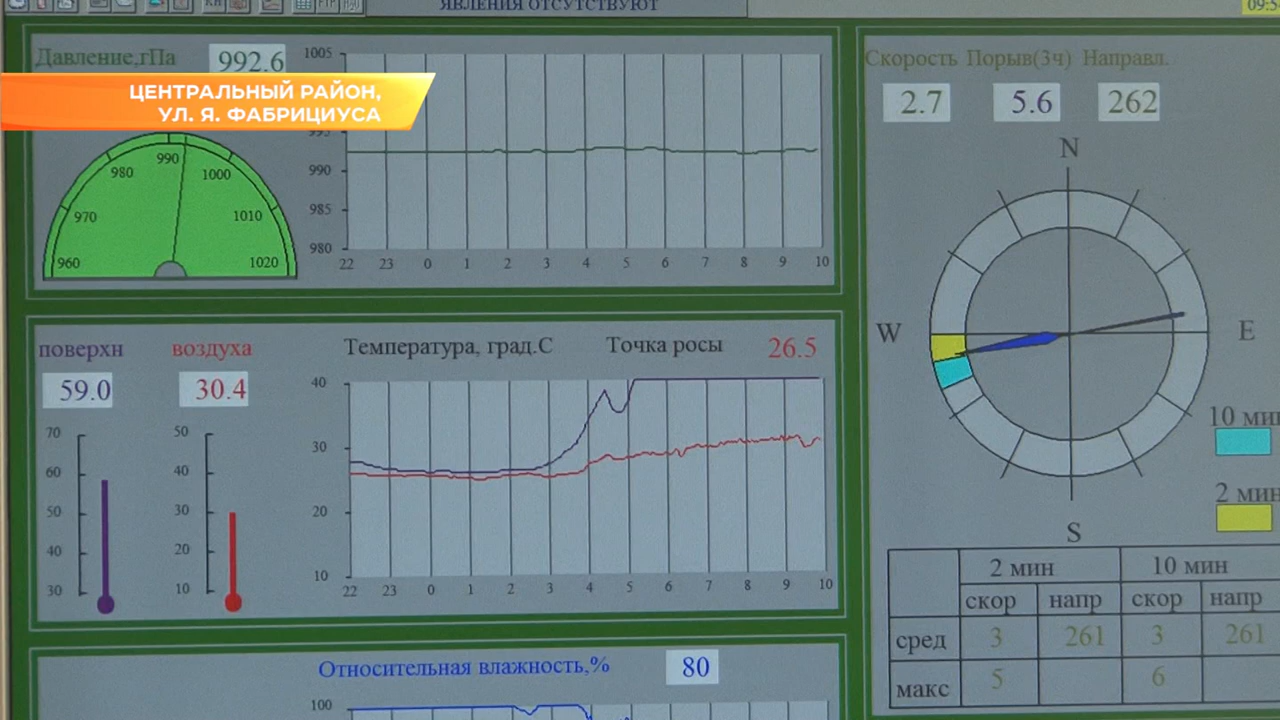 ЯВЛЕНИЯ ОТСУТСТВУЮТ
09:5
Давление,гПа 992.6
ЦЕНТРАЛЬНЫЙ РАЙОН,
УЛ. Я. ФАБРИЦИУСА
960 970 980 990 1000 1010 1020
1005
995
990
985
980
22 23 0 1 2 3 4 5 6 7 8 9 10
поверхн воздуха
59.0 30.4
70 60 50 40 30
50 40 30 20 10
Температура, град.С Точка росы 26.5
40
30
20
10
22 23 0 1 2 3 4 5 6 7 8 9 10
Относительная влажность,% 80
100
Скорость Порыв(3ч) Направл.
2.7 5.6 262
N
W E
S
10 мин
2 мин
2 мин 10 мин
скор напр скор напр
сред 3 261 3 261
макс 5 6